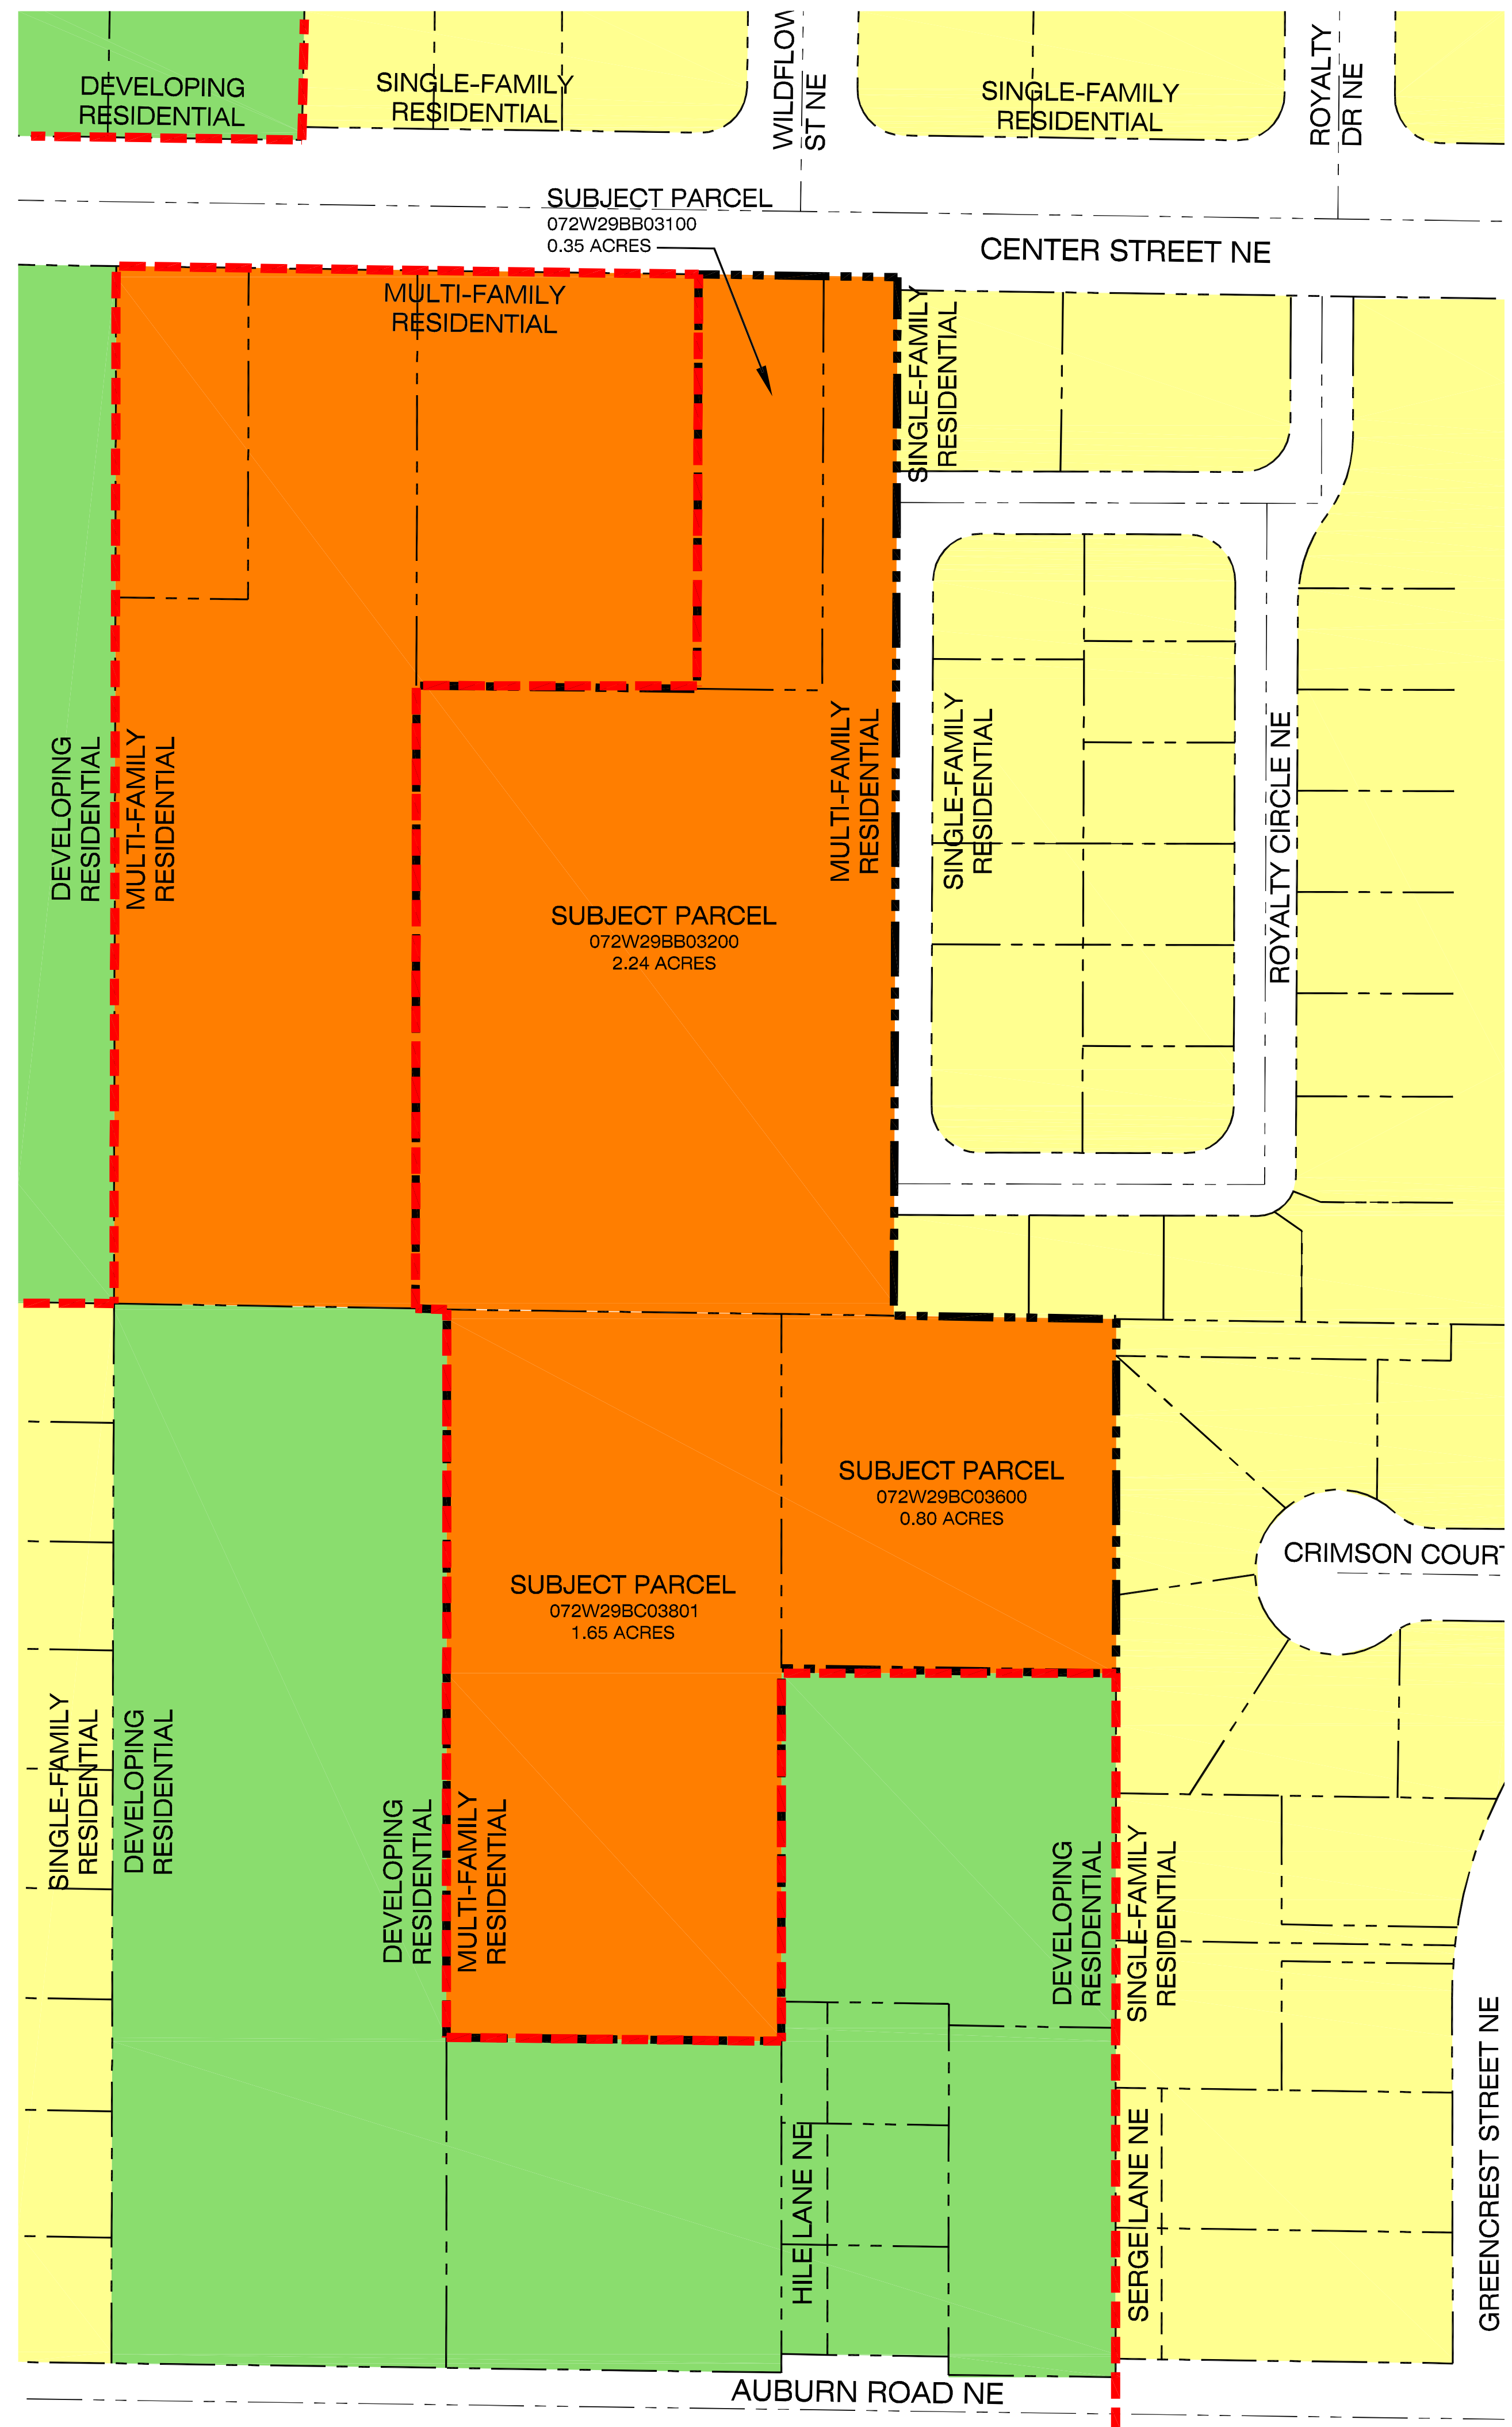 DEVELOPING
RESIDENTIAL
SINGLE-FAMILY
RESIDENTIAL
WILDFLOW
ST NE
SINGLE-FAMILY
RESIDENTIAL
ROYALTY
DR NE
SUBJECT PARCEL
072W29BB03100
0.35 ACRES
CENTER STREET NE
MULTI-FAMILY
RESIDENTIAL
SINGLE-FAMILY
RESIDENTIAL
DEVELOPING
RESIDENTIAL
MULTI-FAMILY
RESIDENTIAL
MULTI-FAMILY
RESIDENTIAL
SINGLE-FAMILY
RESIDENTIAL
ROYALTY CIRCLE NE
SUBJECT PARCEL
072W29BB03200
2.24 ACRES
SUBJECT PARCEL
072W29BC03600
0.80 ACRES
CRIMSON COURT
SUBJECT PARCEL
072W29BC03801
1.65 ACRES
SINGLE-FAMILY
RESIDENTIAL
DEVELOPING
RESIDENTIAL
DEVELOPING
RESIDENTIAL
MULTI-FAMILY
RESIDENTIAL
DEVELOPING
RESIDENTIAL
SINGLE-FAMILY
RESIDENTIAL
HILE LANE NE
SERGE LANE NE
GREENCREST STREET NE
AUBURN ROAD NE